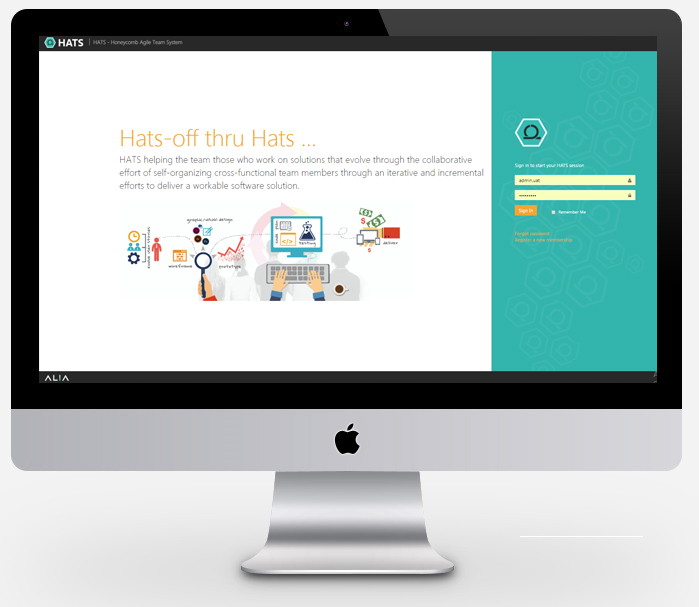 HATS
HATS - Honeycomb Agile Team System
Hats-off thru Hats ...
HATS helping the team those who work on solutions that evolve through the collaborative
effort of self-organizing cross-functional team members through an iterative and incremental
efforts to deliver a workable software solution.
graphic/visual design
wireframe
prototype
testing
deliver
Sign in to start your HATS session
admin.uat
Sign In
Remember Me
Forgot password
Register a new membership
ALIA